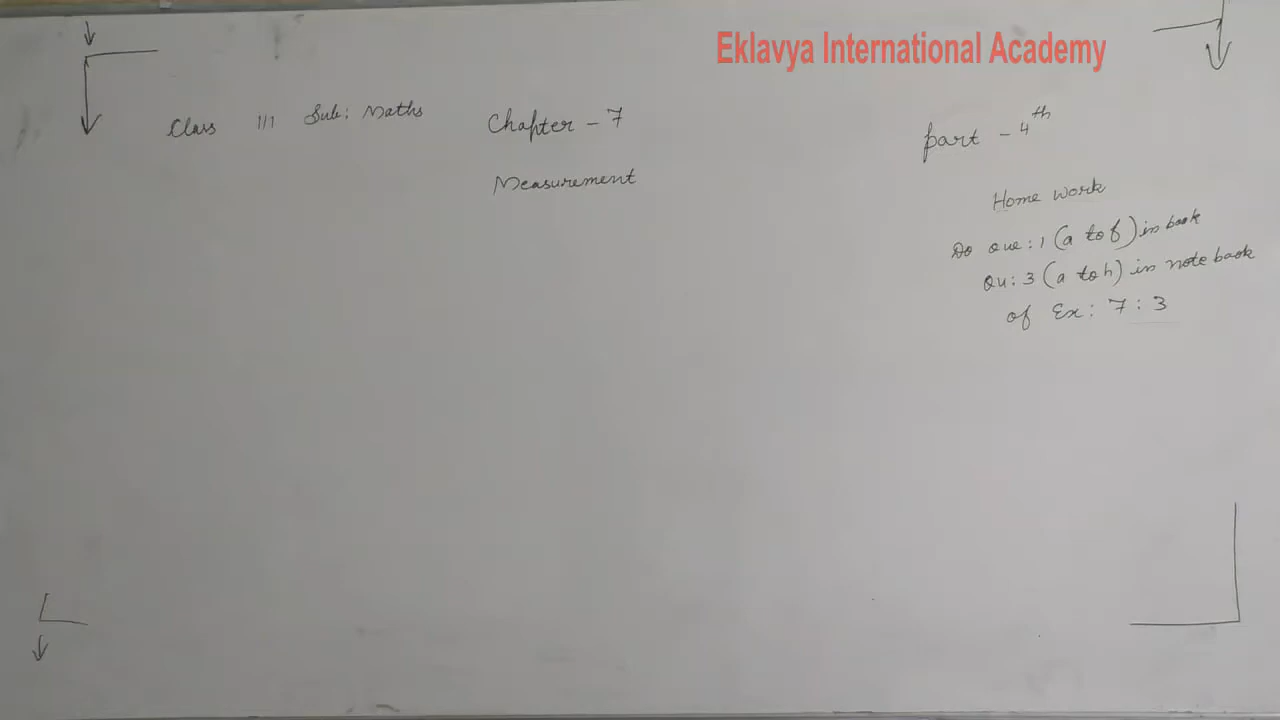 Eklavya International Academy
Class III Sub: Maths Chapter - 7
Measurement
Part - 4th
Home work
Do Que: 1 (a to f) in book
Qu: 3 (a to h) in note book
of Ex: 7:3